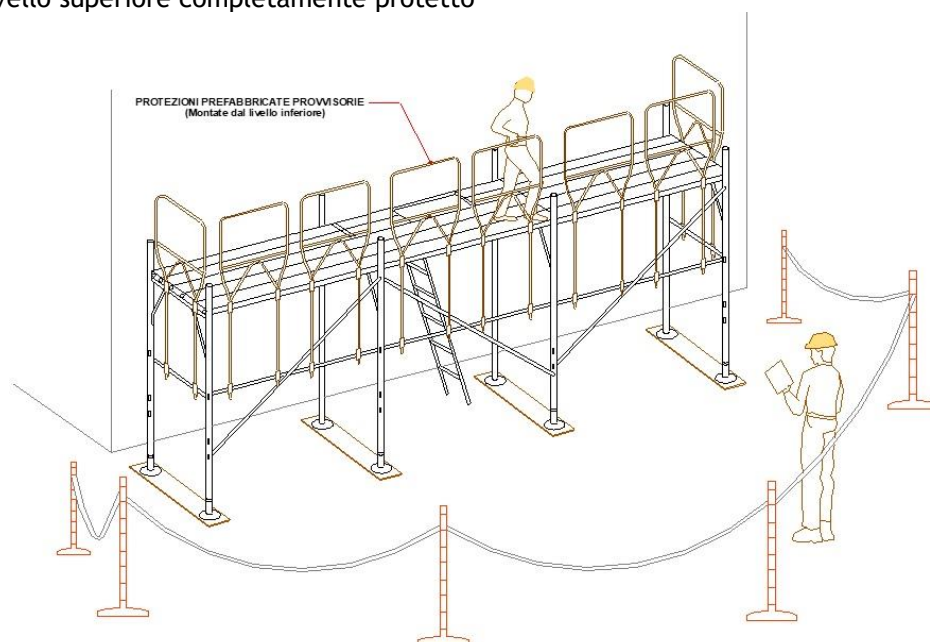 vello superiore completamente protetto
PROTEZIONI PREFABBRICATE PROVVISORIE
(Montate dal livello inferiore)